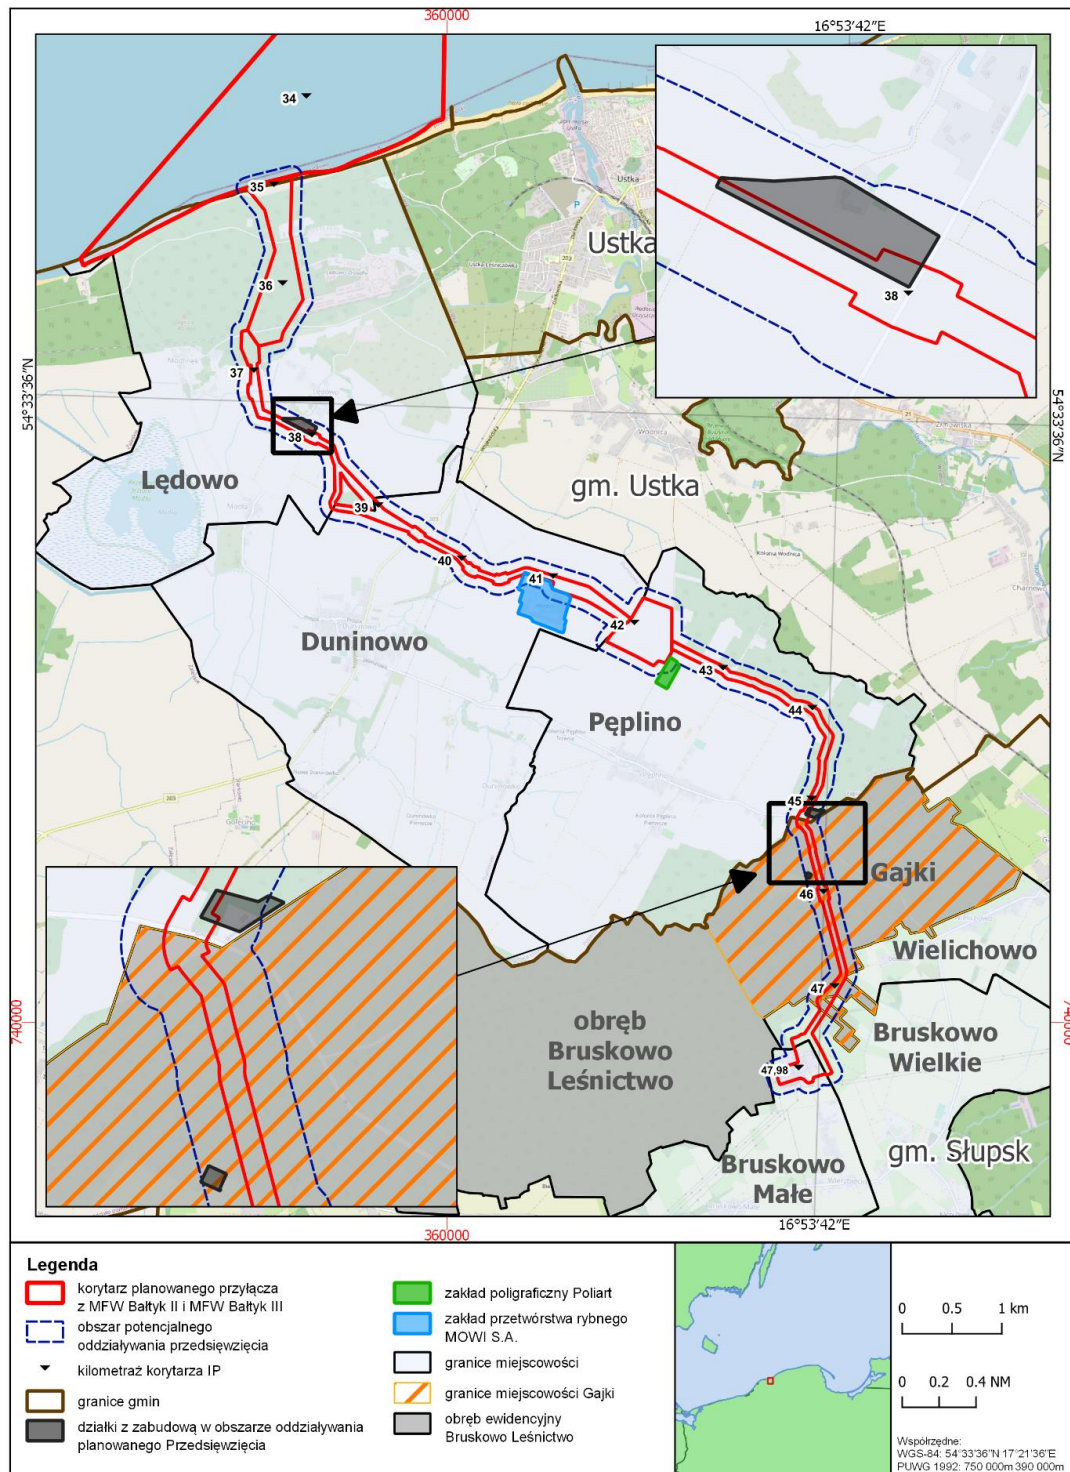 360000
16°53'42"E
34
35
Ustka
P
Ustka
203
36
38
37
54°33'36"N
54°33'36"N
21
38
Lędowo
gm. Ustka
39
40
41
Duninowo
42
43
Pęplino
44
203
45
Gajki
46
Wielichowo
47
740000
obręb
Bruskowo
Leśnictwo
Bruskowo
Wielkie
47,98
Bruskowo
Małe
gm. Słupsk
360000
16°53'42"E
Legenda
korytarz planowanego przyłącza
z MFW Bałtyk II i MFW Bałtyk III
obszar potencjalnego
oddziaływania przedsięwzięcia
kilometraż korytarza IP
granice gmin
działki z zabudową w obszarze oddziaływania
planowanego Przedsięwzięcia
zakład poligraficzny Poliart
zakład przetwórstwa rybnego
MOWI S.A.
granice miejscowości
granice miejscowości Gajki
obręb ewidencyjny
Bruskowo Leśnictwo
0 0.5 1 km
0 0.2 0.4 NM
Współrzędne:
WGS-84: 54°33'36"N 17°21'36"E
PUWG 1992: 750 000m 390 000m